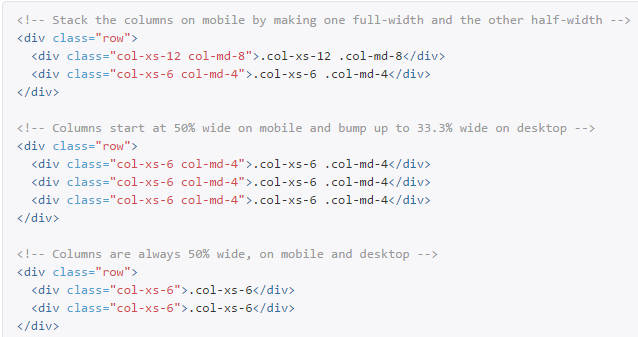 <!-- Stack the columns on mobile by making one full-width and the other half-width -->
<div class="row">
  <div class="col-xs-12 col-md-8">.col-xs-12 .col-md-8</div>
  <div class="col-xs-6 col-md-4">.col-xs-6 .col-md-4</div>
</div>

<!-- Columns start at 50% wide on mobile and bump up to 33.3% wide on desktop -->
<div class="row">
  <div class="col-xs-6 col-md-4">.col-xs-6 .col-md-4</div>
  <div class="col-xs-6 col-md-4">.col-xs-6 .col-md-4</div>
  <div class="col-xs-6 col-md-4">.col-xs-6 .col-md-4</div>
</div>

<!-- Columns are always 50% wide, on mobile and desktop -->
<div class="row">
  <div class="col-xs-6">.col-xs-6</div>
  <div class="col-xs-6">.col-xs-6</div>
</div>